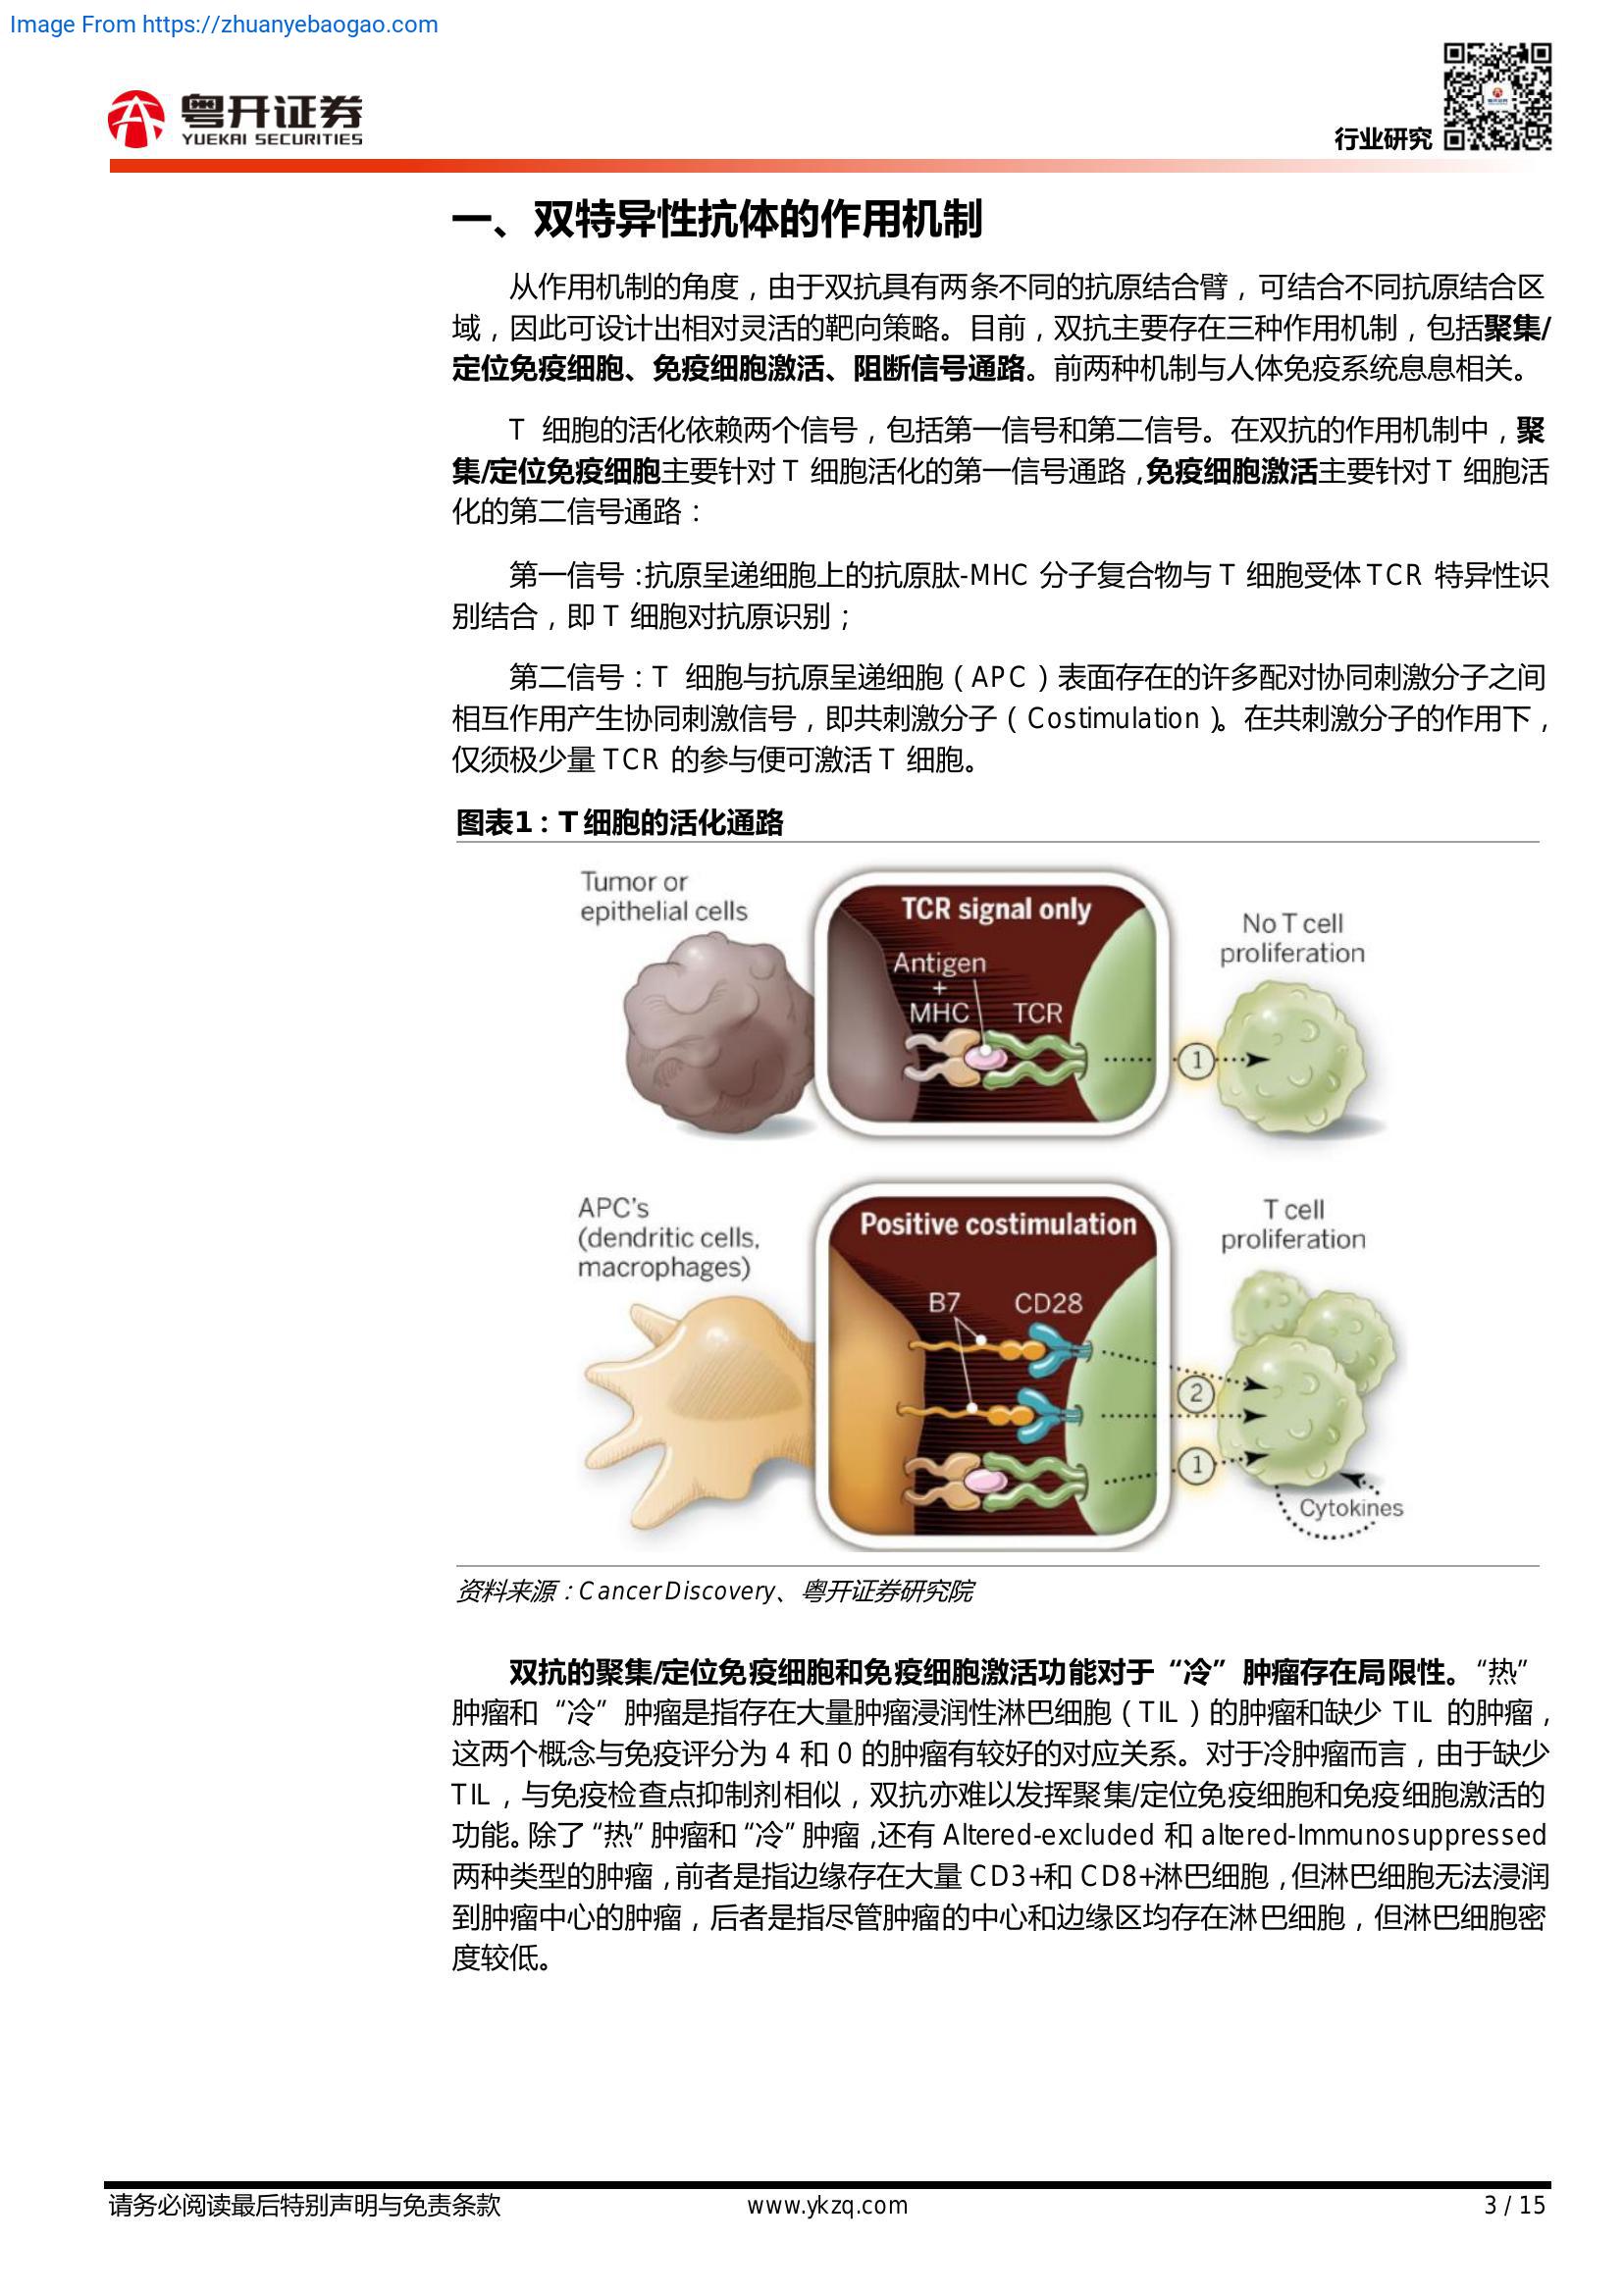 Image From https://zhuanyebaogao.com
粤开证券
YUEKAI SECURITIES
行业研究
一、双特异性抗体的作用机制
从作用机制的角度，由于双抗具有两条不同的抗原结合臂，可结合不同抗原结合区
域，因此可设计出相对灵活的靶向策略。目前，双抗主要存在三种作用机制，包括聚集/
定位免疫细胞、免疫细胞激活、阻断信号通路。前两种机制与人体免疫系统息息相关。
T 细胞的活化依赖两个信号，包括第一信号和第二信号。在双抗的作用机制中，聚
集/定位免疫细胞主要针对 T 细胞活化的第一信号通路，免疫细胞激活主要针对 T 细胞活
化的第二信号通路：
第一信号：抗原呈递细胞上的抗原肽-MHC 分子复合物与 T 细胞受体 TCR 特异性识
别结合，即 T 细胞对抗原识别；
第二信号：T 细胞与抗原呈递细胞（APC）表面存在的许多配对协同刺激分子之间
相互作用产生协同刺激信号，即共刺激分子（Costimulation）。在共刺激分子的作用下，
仅须极少量 TCR 的参与便可激活 T 细胞。
图表1：T 细胞的活化通路
Tumor or
epithelial cells
TCR signal only
Antigen
+
MHC
TCR
1
No T cell
proliferation
APC's
(dendritic cells,
macrophages)
Positive costimulation
B7
CD28
2
1
T cell
proliferation
Cytokines
资料来源：Cancer Discovery、粤开证券研究院
双抗的聚集/定位免疫细胞和免疫细胞激活功能对于“冷”肿瘤存在局限性。“热”
肿瘤和“冷”肿瘤是指存在大量肿瘤浸润性淋巴细胞（TIL）的肿瘤和缺少 TIL 的肿瘤，
这两个概念与免疫评分为 4 和 0 的肿瘤有较好的对应关系。对于冷肿瘤而言，由于缺少
TIL，与免疫检查点抑制剂相似，双抗亦难以发挥聚集/定位免疫细胞和免疫细胞激活的
功能。除了“热”肿瘤和“冷”肿瘤，还有 Altered-excluded 和 altered-Immunosuppressed
两种类型的肿瘤，前者是指边缘存在大量 CD3+和 CD8+淋巴细胞，但淋巴细胞无法浸润
到肿瘤中心的肿瘤，后者是指尽管肿瘤的中心和边缘区均存在淋巴细胞，但淋巴细胞密
度较低。
请务必阅读最后特别声明与免责条款
www.ykzq.com
3 / 15